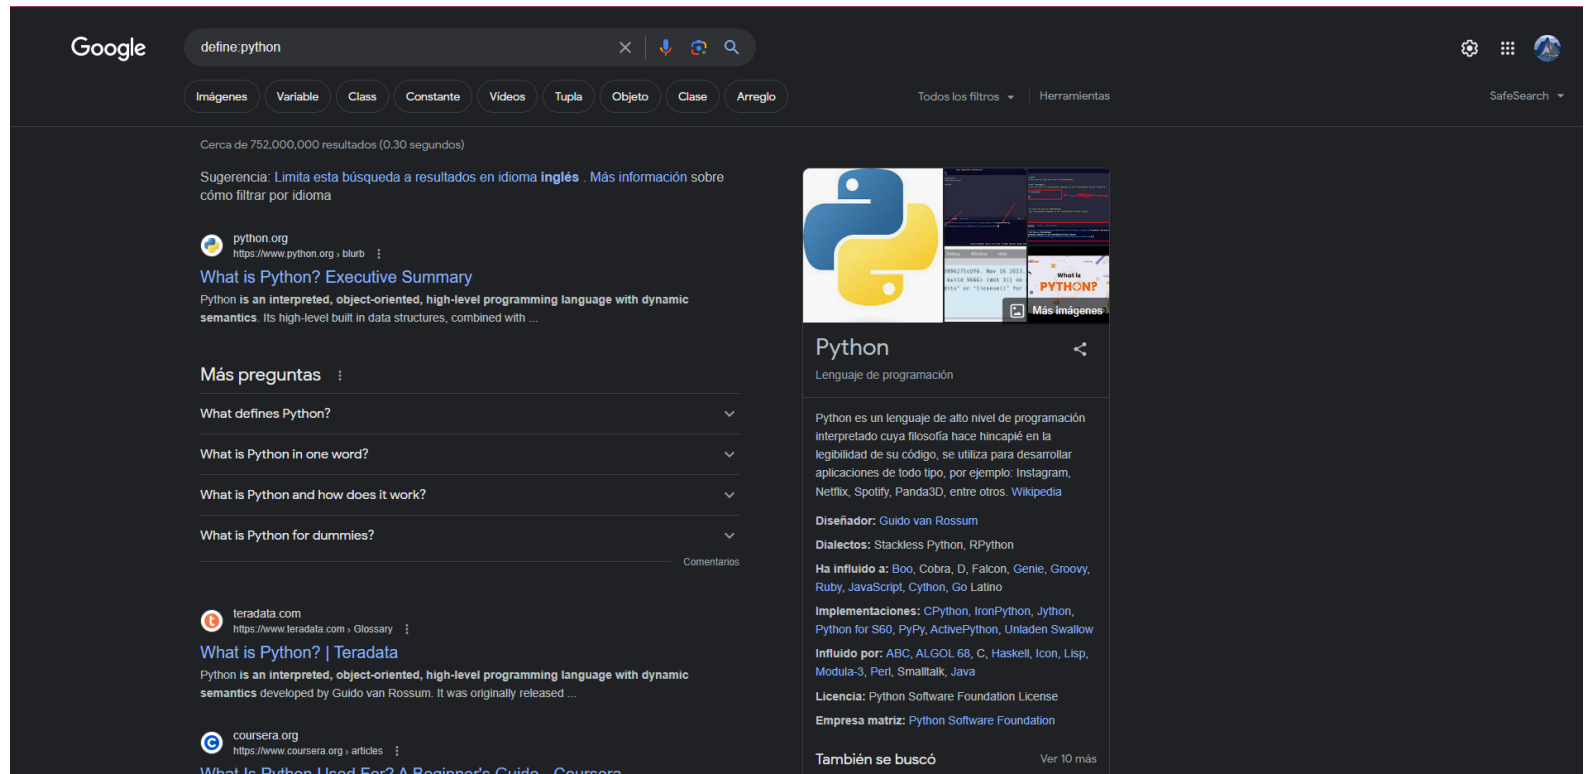 Google
define:python
Imágenes
Variable
Class
Constante
Vídeos
Tupla
Objeto
Clase
Arreglo
Todos los filtros
Herramientas
SafeSearch
Cerca de 752,000,000 resultados (0.30 segundos)
Sugerencia: Limita esta búsqueda a resultados en idioma inglés . Más información sobre
cómo filtrar por idioma
python.org
https://www.python.org › blurb
What is Python? Executive Summary
Python is an interpreted, object-oriented, high-level programming language with dynamic
semantics. Its high-level built in data structures, combined with ...
Más preguntas
What defines Python?
What is Python in one word?
What is Python and how does it work?
What is Python for dummies?
Comentarios
teradata.com
https://www.teradata.com › Glossary
What is Python? | Teradata
Python is an interpreted, object-oriented, high-level programming language with dynamic
semantics developed by Guido van Rossum. It was originally released ...
coursera.org
https://www.coursera.org › articles
What Is Python Used For? A Beginner's Guide - Coursera
Debug Window Help
What is
PYTHON?
Más imágenes
Python
Lenguaje de programación
Python es un lenguaje de alto nivel de programación
interpretado cuya filosofía hace hincapié en la
legibilidad de su código, se utiliza para desarrollar
aplicaciones de todo tipo, por ejemplo: Instagram,
Netflix, Spotify, Panda3D, entre otros. Wikipedia
Diseñador: Guido van Rossum
Dialectos: Stackless Python, RPython
Ha influido a: Boo, Cobra, D, Falcon, Genie, Groovy,
Ruby, JavaScript, Cython, Go Latino
Implementaciones: CPython, IronPython, Jython,
Python for S60, PyPy, ActivePython, Unladen Swallow
Influido por: ABC, ALGOL 68, C, Haskell, Icon, Lisp,
Modula-3, Perl, Smalltalk, Java
Licencia: Python Software Foundation License
Empresa matriz: Python Software Foundation
También se buscó
Ver 10 más